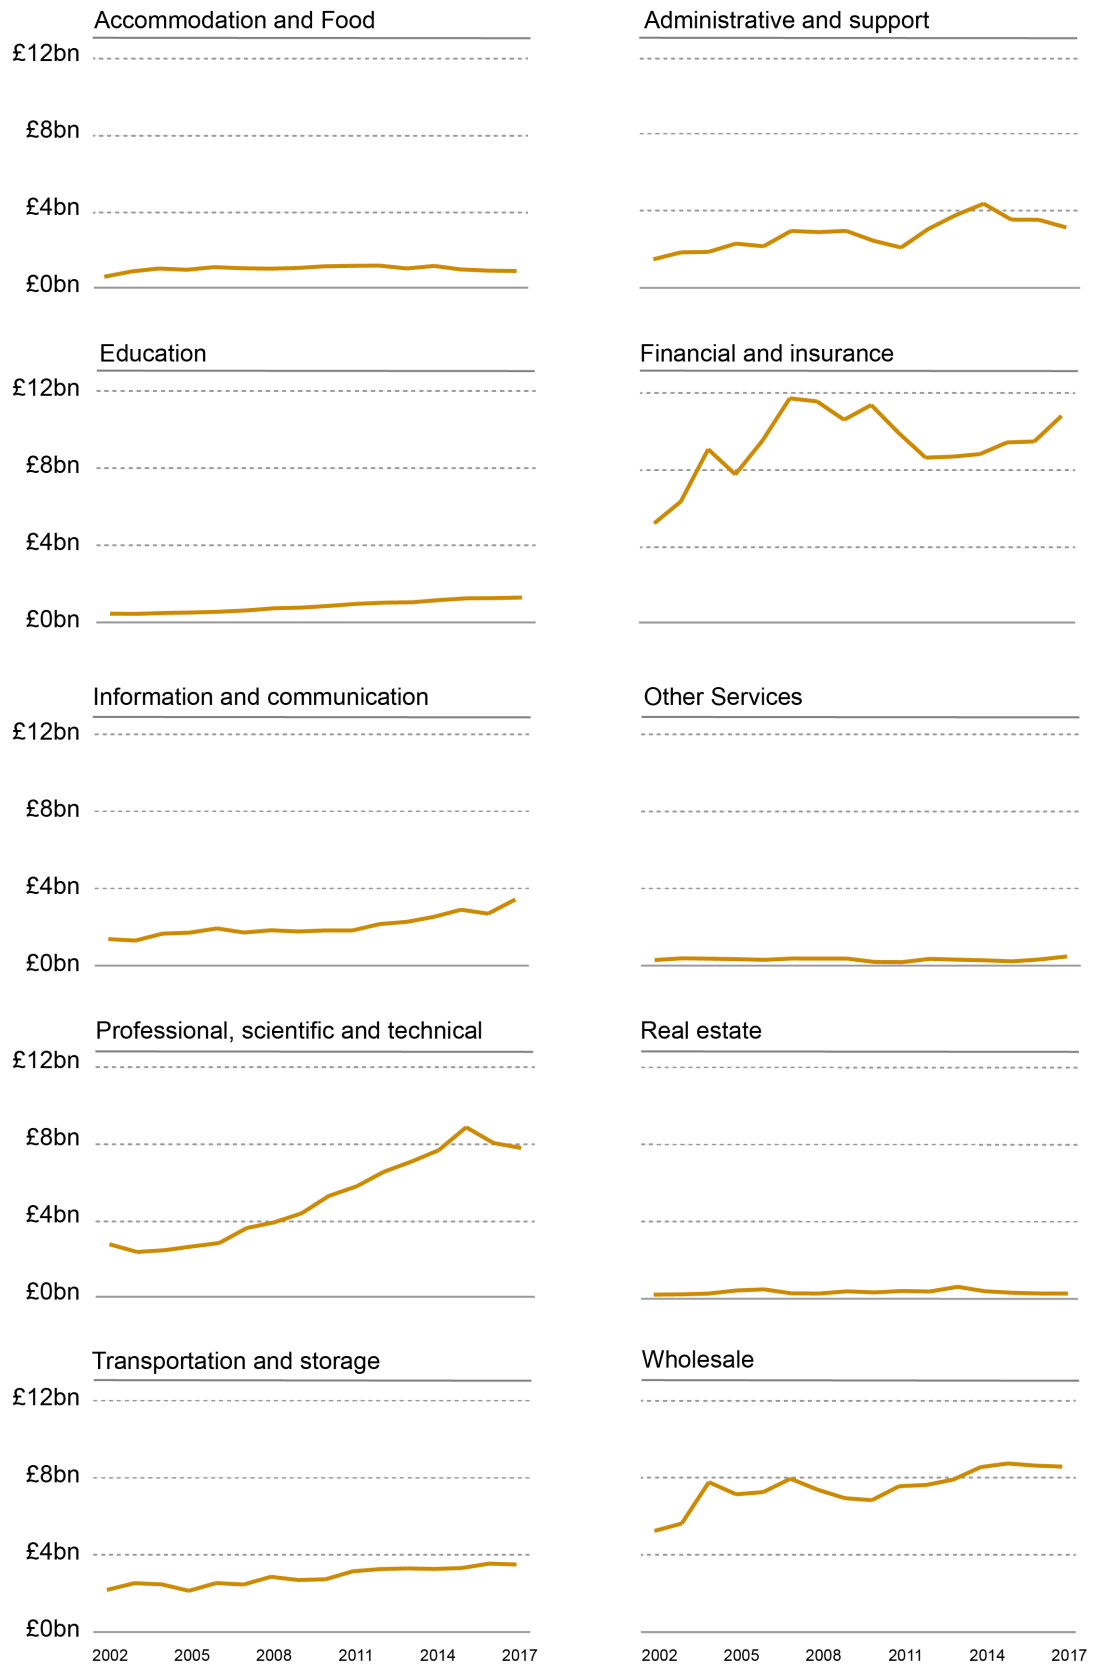 Accommodation and Food
Administrative and support
£12bn
£8bn
£4bn
£0bn
Education
Financial and insurance
£12bn
£8bn
£4bn
£0bn
Information and communication
Other Services
£12bn
£8bn
£4bn
£0bn
Professional, scientific and technical
Real estate
£12bn
£8bn
£4bn
£0bn
Transportation and storage
Wholesale
£12bn
£8bn
£4bn
£0bn
2002 2005 2008 2011 2014 2017
2002 2005 2008 2011 2014 2017